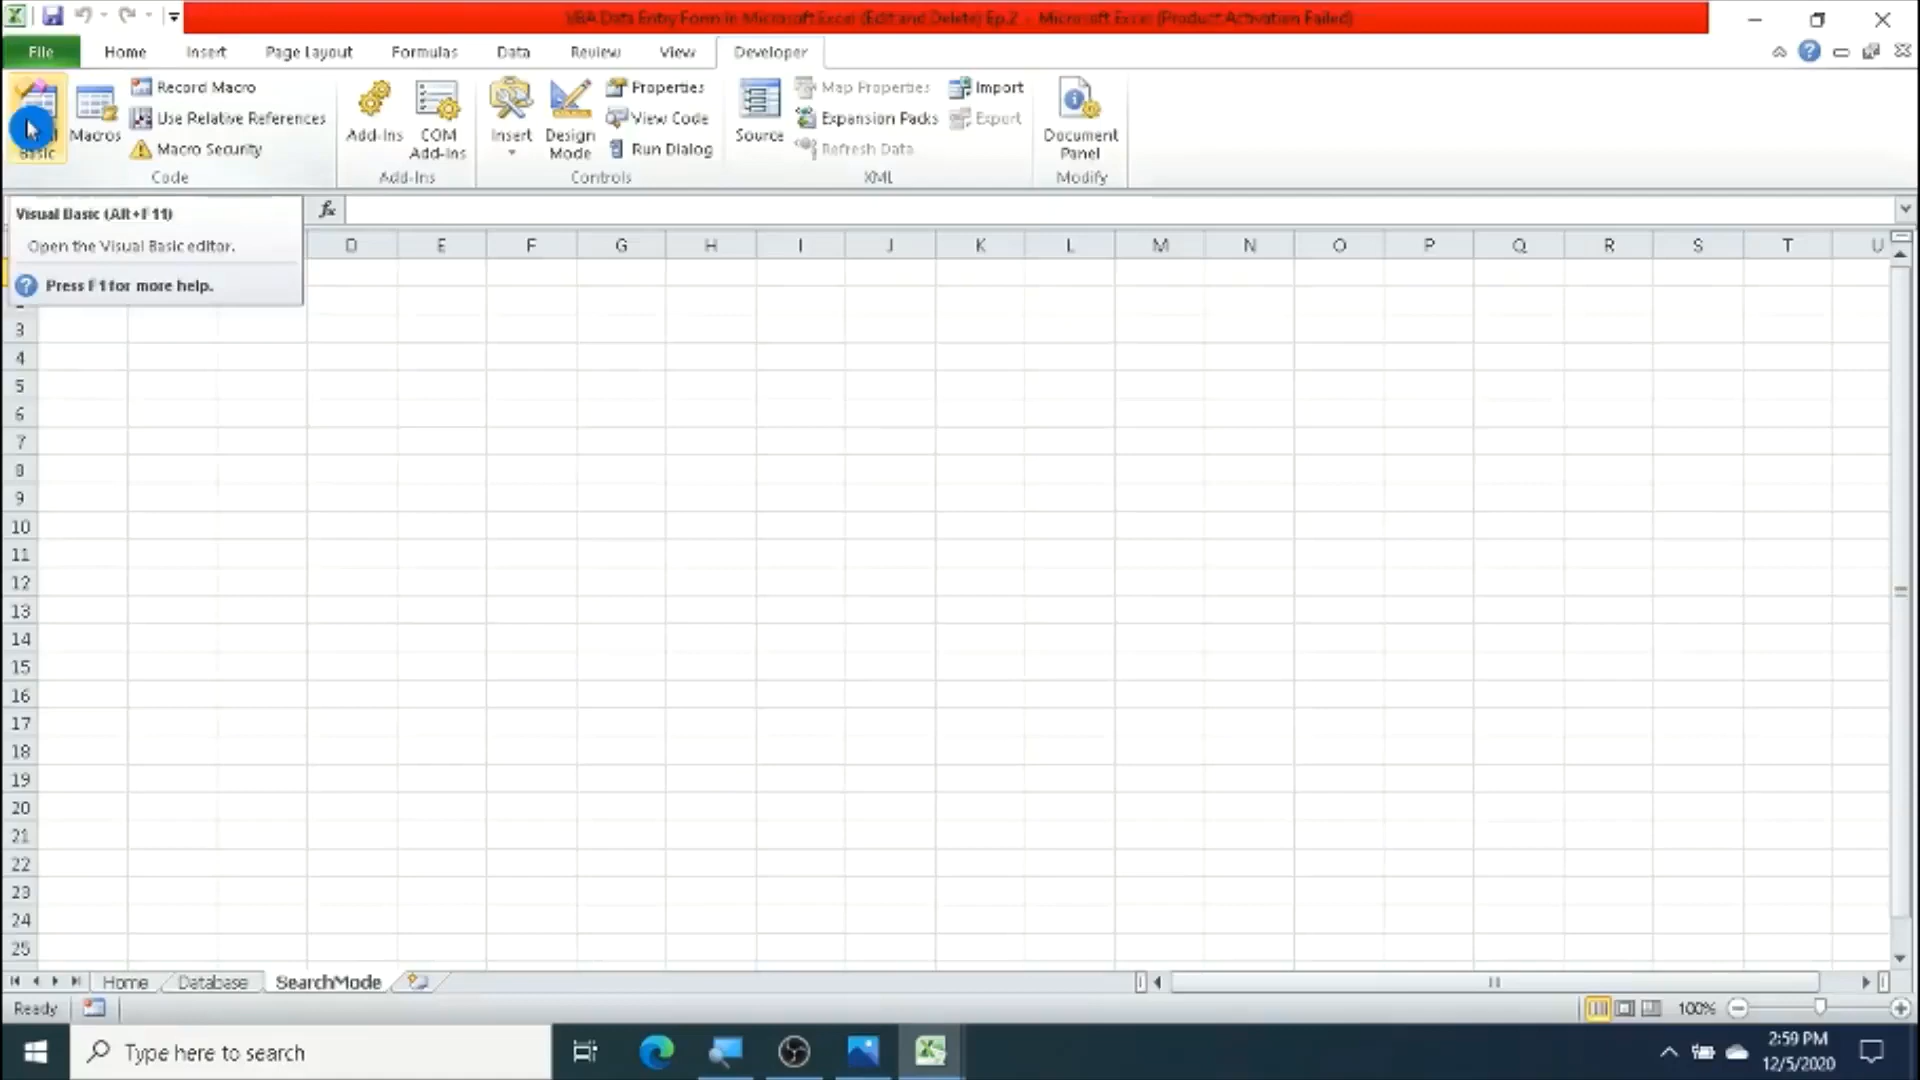 VBA Data Entry Form in Microsoft Excel (Edit and Delete) Ep.2 - Microsoft Excel (Product Activation Failed)
File Home Insert Page Layout Formulas Data Review View Developer
Basic
Macros
Record Macro
Use Relative References
Macro Security
Code
Add-Ins
COM
Add-Ins
Add-Ins
Insert
Design
Mode
Properties
View Code
Run Dialog
Controls
Source
Map Properties
Expansion Packs
Refresh Data
Import
Export
XML
Document
Panel
Modify
Visual Basic (Alt+F11)
Open the Visual Basic editor.
Press F1 for more help.
fx
D E F G H I J K L M N O P Q R S T U
3
4
5
6
7
8
9
10
11
12
13
14
15
16
17
18
19
20
21
22
23
24
25
Home Database SearchMode
Ready
100%
Type here to search
2:59 PM
12/5/2020